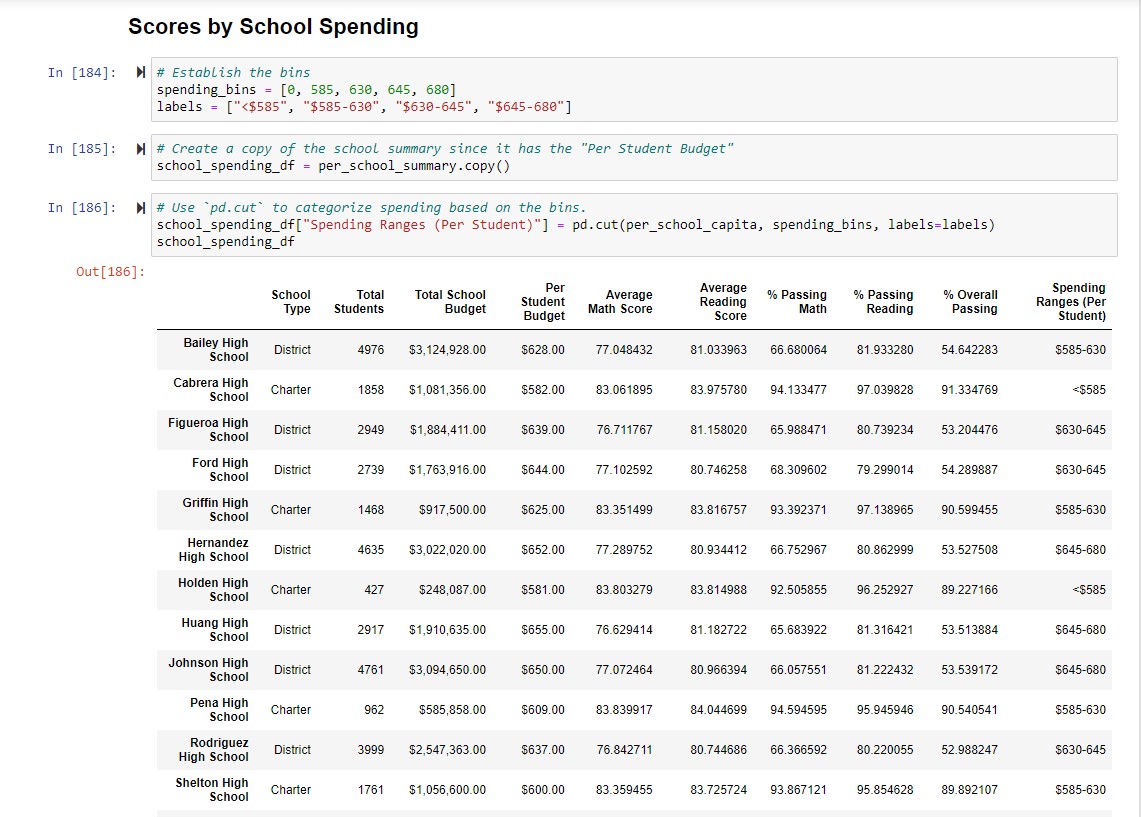 Scores by School Spending
In [184]:
# Establish the bins
spending_bins = [0, 585, 630, 645, 680]
labels = ["<$585", "$585-630", "$630-645", "$645-680"]
In [185]:
# Create a copy of the school summary since it has the "Per Student Budget"
school_spending_df = per_school_summary.copy()
In [186]:
# Use `pd.cut` to categorize spending based on the bins.
school_spending_df["Spending Ranges (Per Student)"] = pd.cut(per_school_capita, spending_bins, labels=labels)
school_spending_df
Out[186]:
School Type Total Students Total School Budget Per Student Budget Average Math Score Average Reading Score % Passing Math % Passing Reading % Overall Passing Spending Ranges (Per Student)
Bailey High School District 4976 $3,124,928.00 $628.00 77.048432 81.033963 66.680064 81.933280 54.642283 $585-630
Cabrera High School Charter 1858 $1,081,356.00 $582.00 83.061895 83.975780 94.133477 97.039828 91.334769 <$585
Figueroa High School District 2949 $1,884,411.00 $639.00 76.711767 81.158020 65.988471 80.739234 53.204476 $630-645
Ford High School District 2739 $1,763,916.00 $644.00 77.102592 80.746258 68.309602 79.299014 54.289887 $630-645
Griffin High School Charter 1468 $917,500.00 $625.00 83.351499 83.816757 93.392371 97.138965 90.599455 $585-630
Hernandez High School District 4635 $3,022,020.00 $652.00 77.289752 80.934412 66.752967 80.862999 53.527508 $645-680
Holden High School Charter 427 $248,087.00 $581.00 83.803279 83.814988 92.505855 96.252927 89.227166 <$585
Huang High School District 2917 $1,910,635.00 $655.00 76.629414 81.182722 65.683922 81.316421 53.513884 $645-680
Johnson High School District 4761 $3,094,650.00 $650.00 77.072464 80.966394 66.057551 81.222432 53.539172 $645-680
Pena High School Charter 962 $585,858.00 $609.00 83.839917 84.044699 94.594595 95.945946 90.540541 $585-630
Rodriguez High School District 3999 $2,547,363.00 $637.00 76.842711 80.744686 66.366592 80.220055 52.988247 $630-645
Shelton High School Charter 1761 $1,056,600.00 $600.00 83.359455 83.725724 93.867121 95.854628 89.892107 $585-630